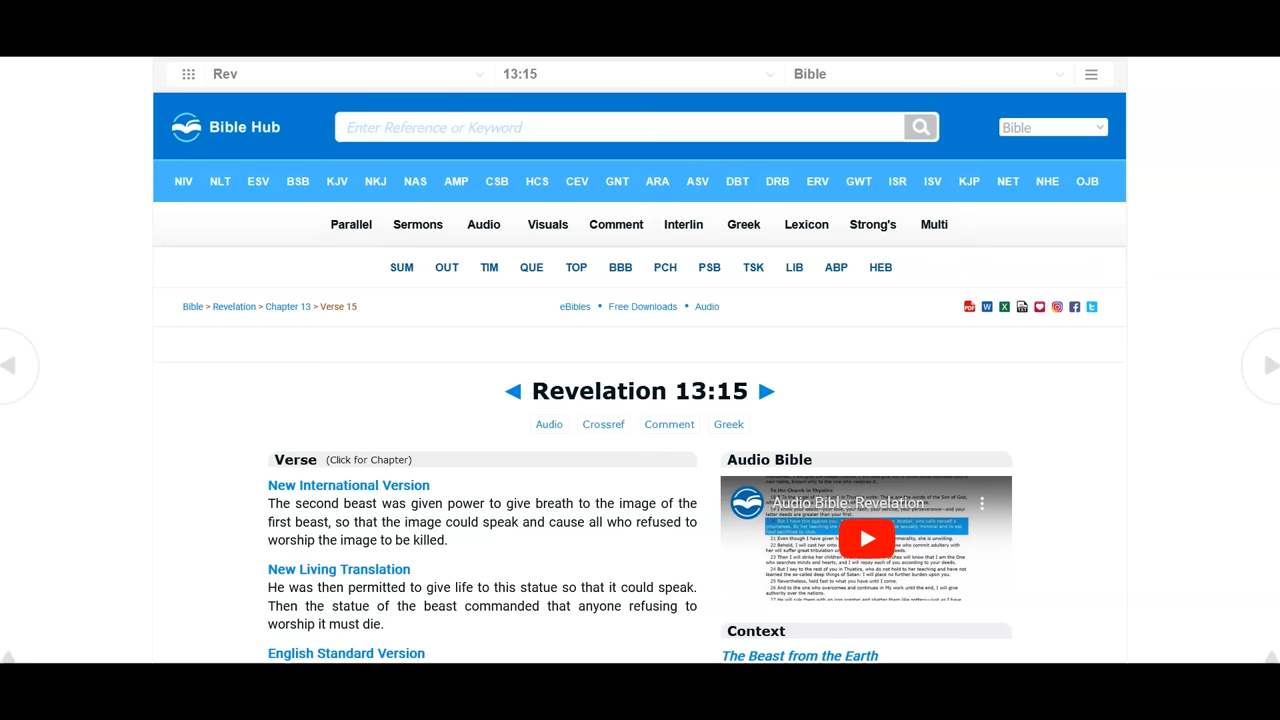 Rev 13:15 Bible
Bible Hub Enter Reference or Keyword Bible
NIV NLT ESV BSB KJV NKJ NAS AMP CSB HCS CEV GNT ARA ASV DBT DRB ERV GWT ISR ISV KJP NET NHE OJB
Parallel Sermons Audio Visuals Comment Interlin Greek Lexicon Strong's Multi
SUM OUT TIM QUE TOP BBB PCH PSB TSK LIB ABP HEB
Bible > Revelation > Chapter 13 > Verse 15 eBibles • Free Downloads • Audio
◄ Revelation 13:15 ►
Audio Crossref Comment Greek
Verse (Click for Chapter)
New International Version
The second beast was given power to give breath to the image of the
first beast, so that the image could speak and cause all who refused to
worship the image to be killed.
New Living Translation
He was then permitted to give life to this statue so that it could speak.
Then the statue of the beast commanded that anyone refusing to
worship it must die.
English Standard Version
Audio Bible
Audio Bible: Revelation
Context
The Beast from the Earth